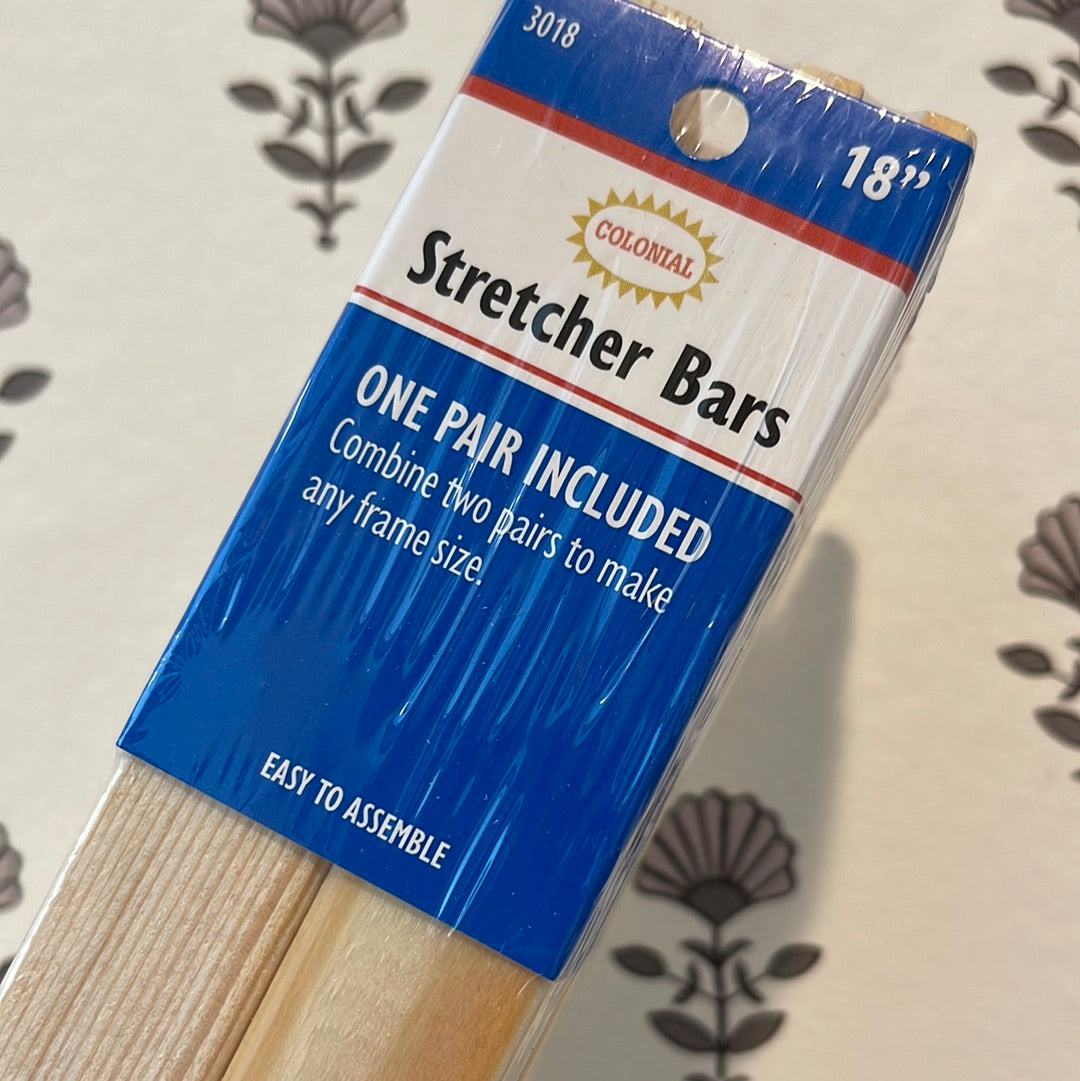 3018
18”
COLONIAL
Stretcher Bars
ONE PAIR INCLUDED
Combine two pairs to make
any frame size.
EASY TO ASSEMBLE